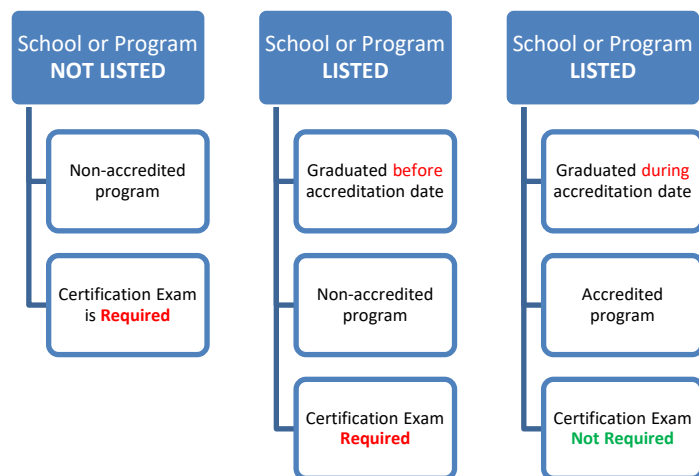 School or Program
NOT LISTED
Non-accredited
program
Certification Exam
is Required
School or Program
LISTED
Graduated before
accreditation date
Non-accredited
program
Certification Exam
Required
School or Program
LISTED
Graduated during
accreditation date
Accredited
program
Certification Exam
Not Required